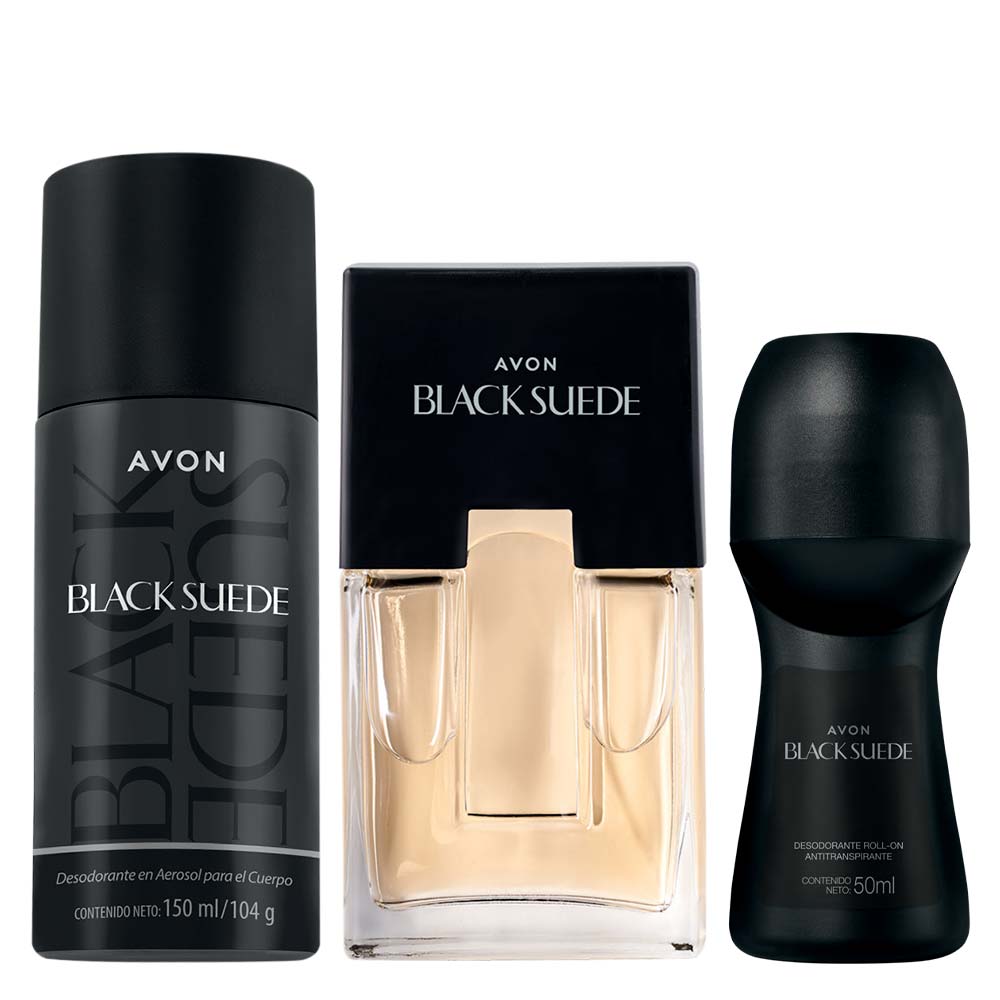 AVON
BLACK SUEDE
BLACK
SUEDE
Desodorante en Aerosol para el Cuerpo
CONTENIDO NETO: 150 ml/104 g
AVON
BLACK SUEDE
AVON
BLACK SUEDE
DESODORANTE ROLL-ON
ANTITRANSPIRANTE
CONTENIDO
NETO: 50ml